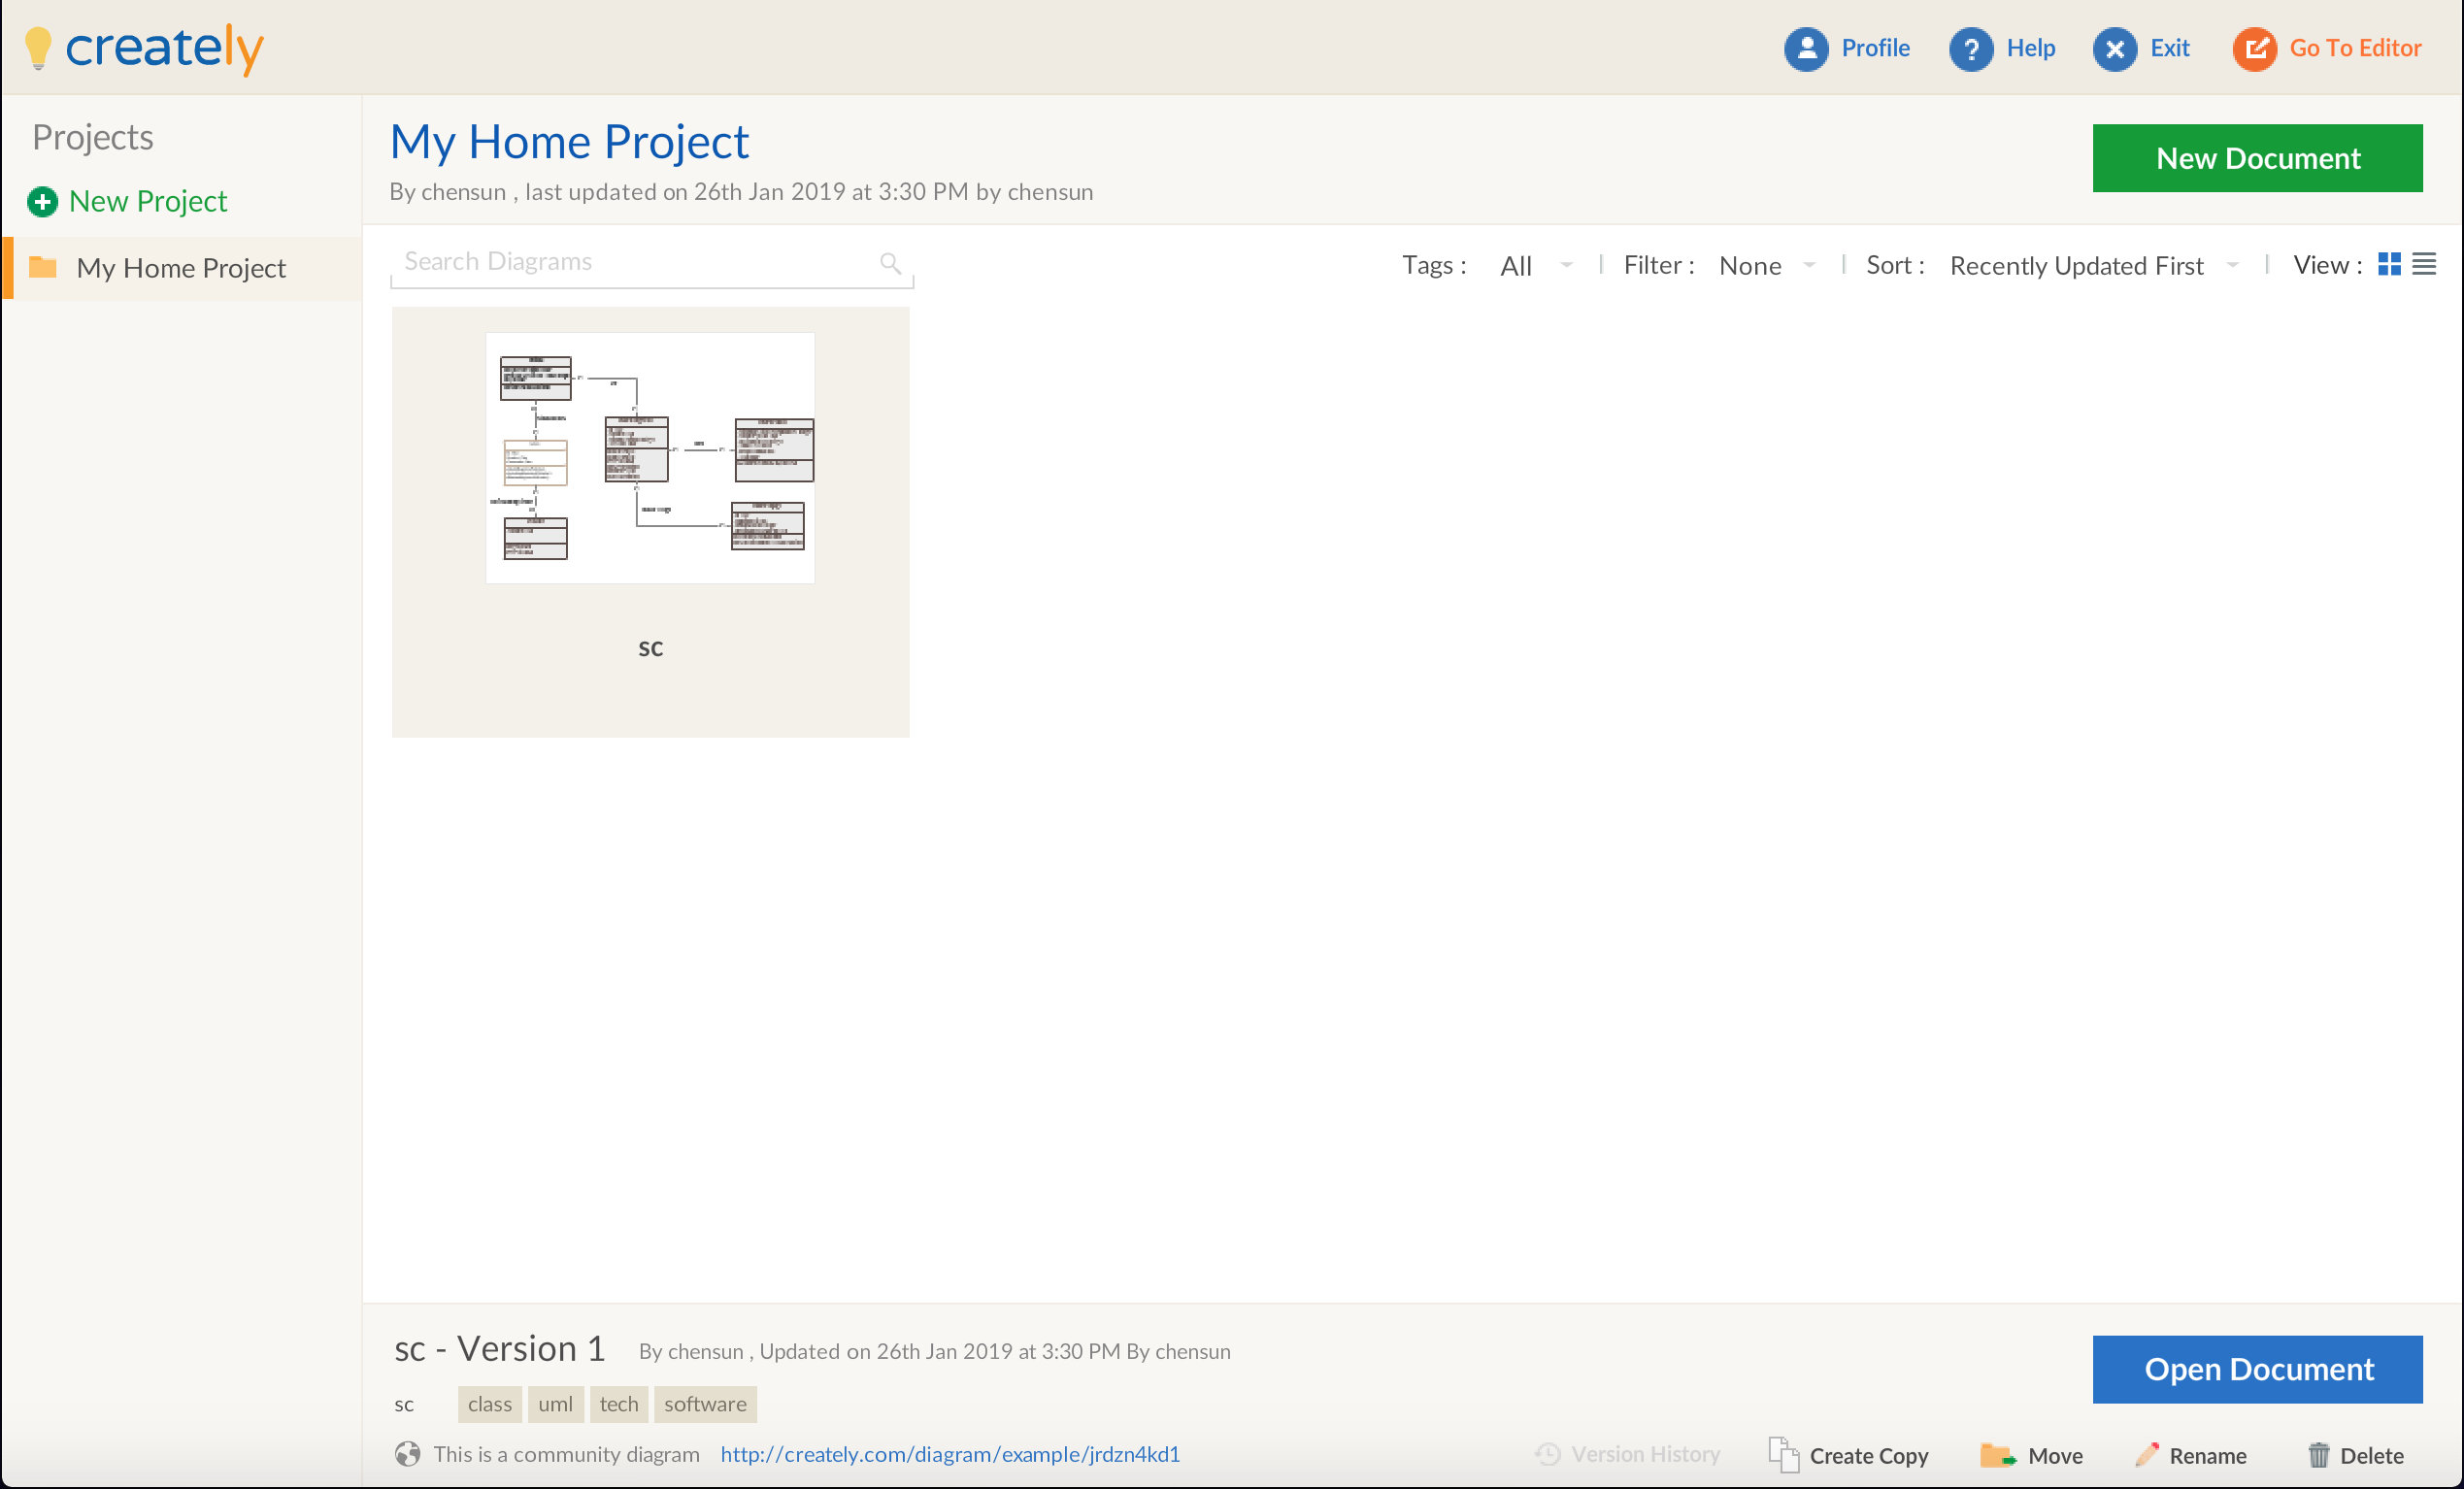 creately
Profile
Help
Exit
Go To Editor
Projects
New Project
My Home Project
My Home Project
By chensun , last updated on 26th Jan 2019 at 3:30 PM by chensun
New Document
Search Diagrams
Tags : All
Filter : None
Sort : Recently Updated First
View :
sc
sc - Version 1 By chensun , Updated on 26th Jan 2019 at 3:30 PM By chensun
Open Document
sc class uml tech software
This is a community diagram http://creately.com/diagram/example/jrdzn4kd1
Version History
Create Copy
Move
Rename
Delete